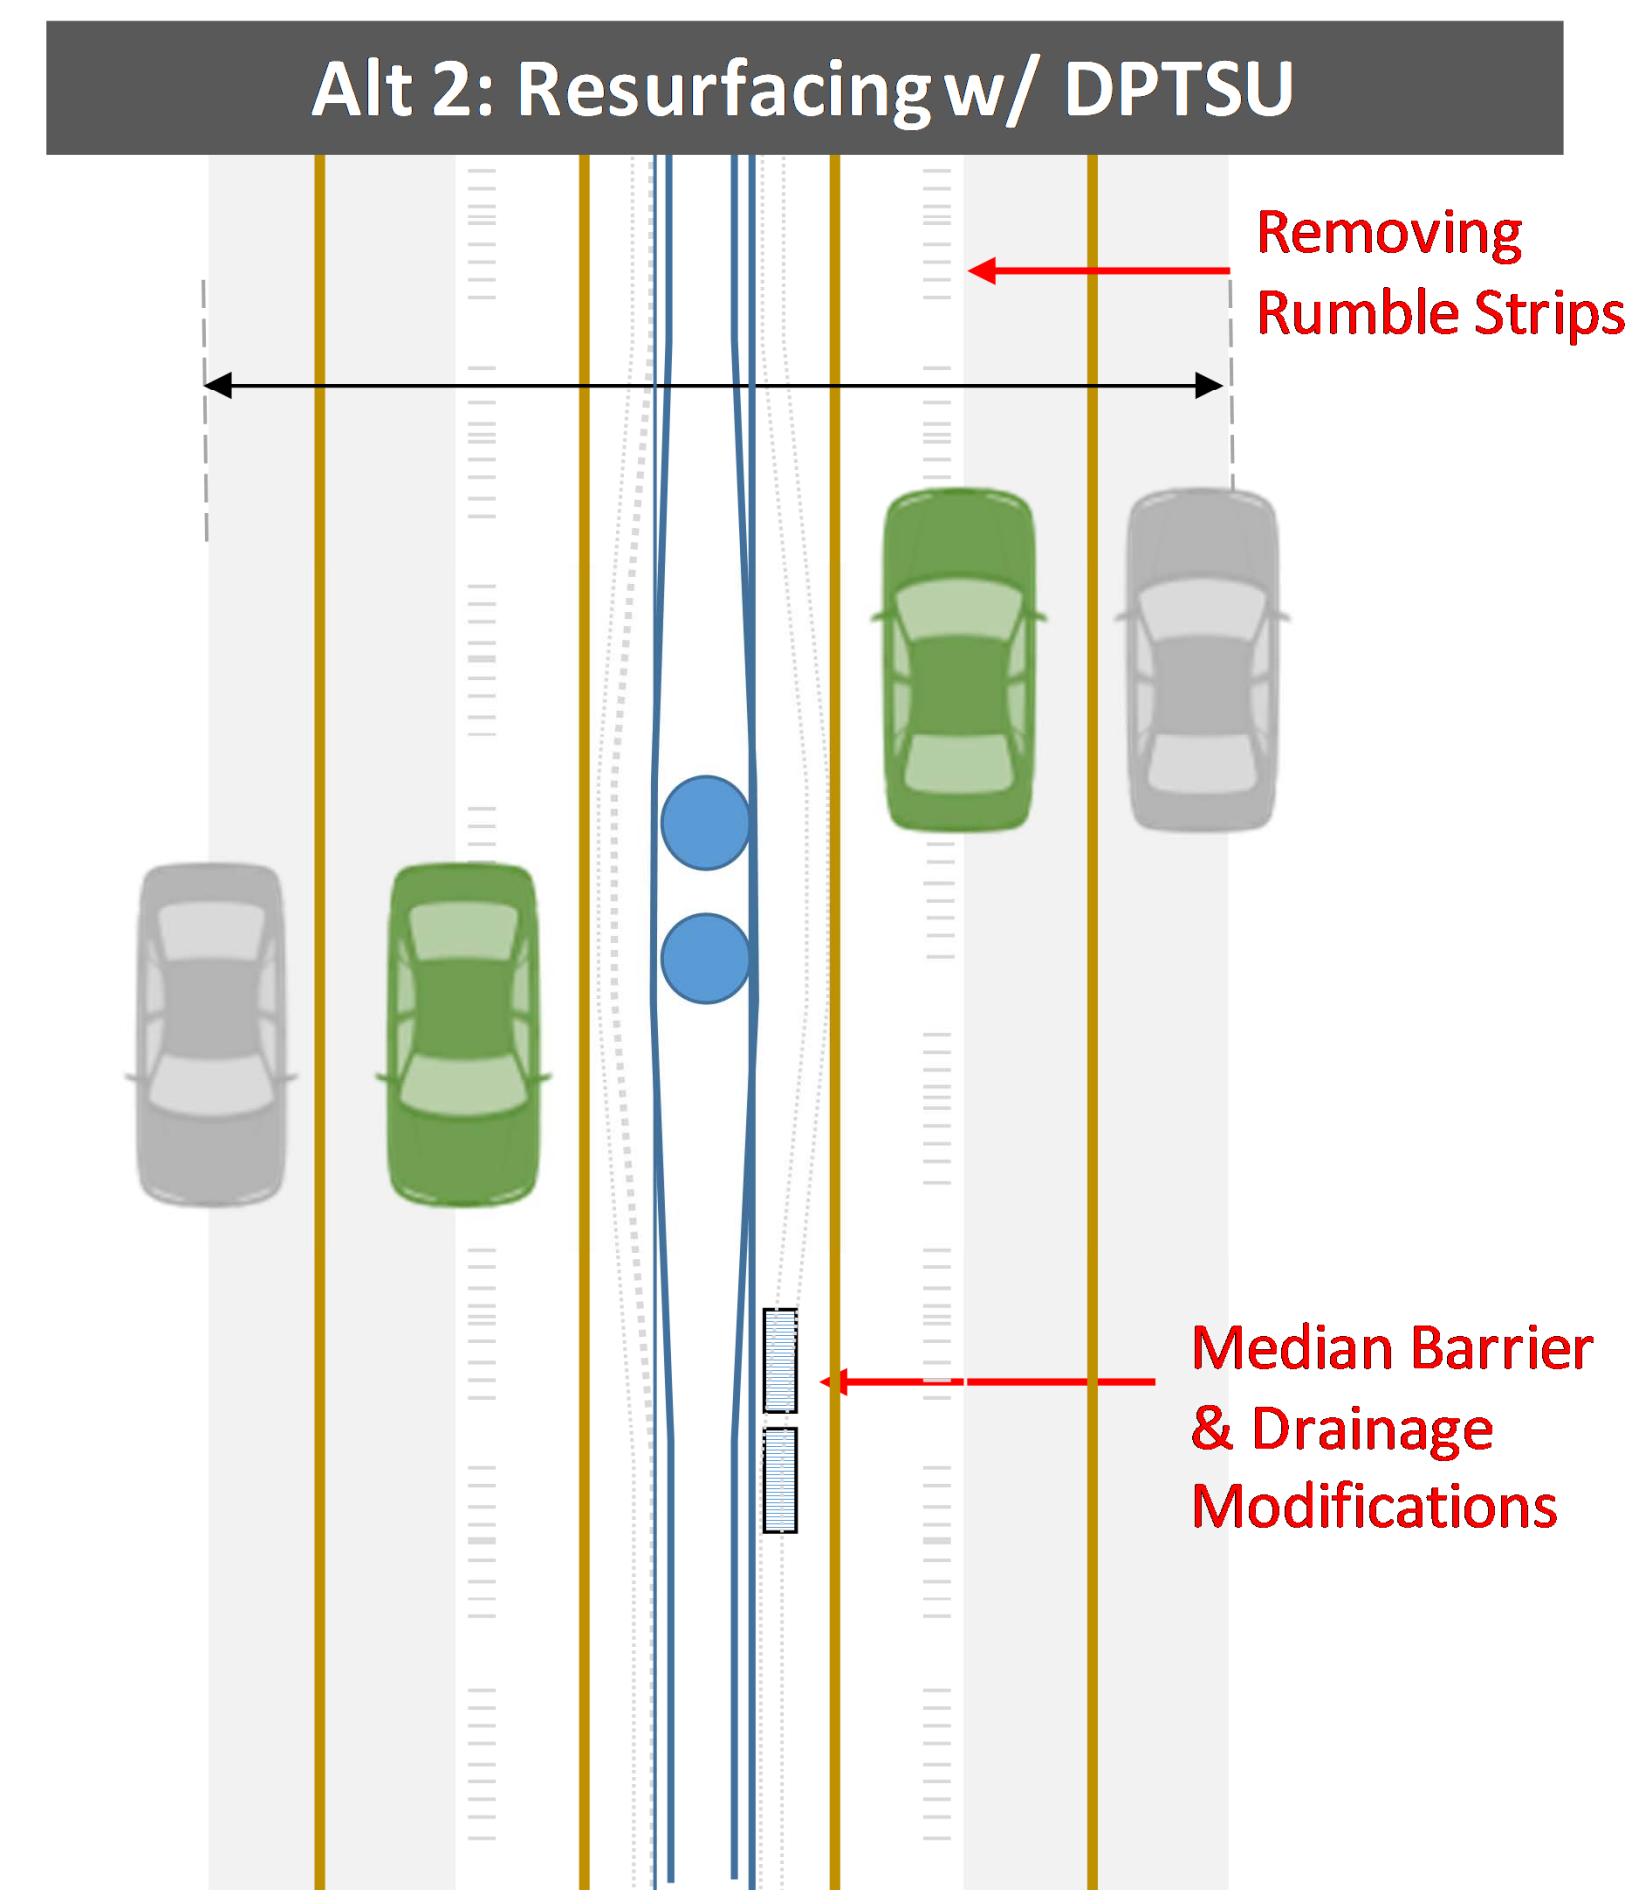 Alt 2: Resurfacing w/ DPTSU
Removing
Rumble Strips
Median Barrier
& Drainage
Modifications